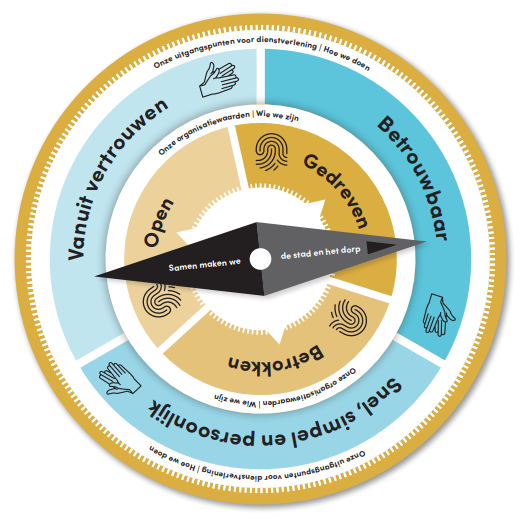 Onze uitgangspunten voor dienstverlening | Hoe we doen
Vanuit vertrouwen
Betrouwbaar
Onze organisatiewaarden | Wie we zijn
Open
Gedreven
Samen maken we
de stad en het dorp
Betrokken
Onze organisatiewaarden | Wie we zijn
Snel, simpel en persoonlijk
Onze uitgangspunten voor dienstverlening | Hoe we doen